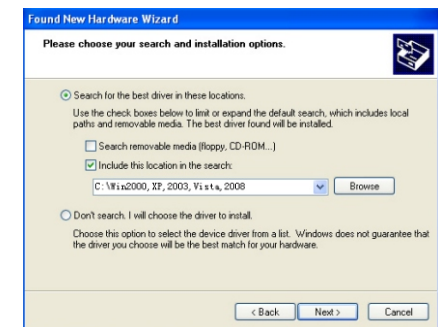 Found New Hardware Wizard
Please choose your search and installation options.
Search for the best driver in these locations.
Use the check boxes below to limit or expand the default search, which includes local
paths and removable media. The best driver found will be installed.
Search removable media (floppy, CD-ROM...)
Include this location in the search:
C:\Win2000, XP, 2003, Vista, 2008
Browse
Don't search. I will choose the driver to install.
Choose this option to select the device driver from a list. Windows does not guarantee that
the driver you choose will be the best match for your hardware.
< Back Next > Cancel